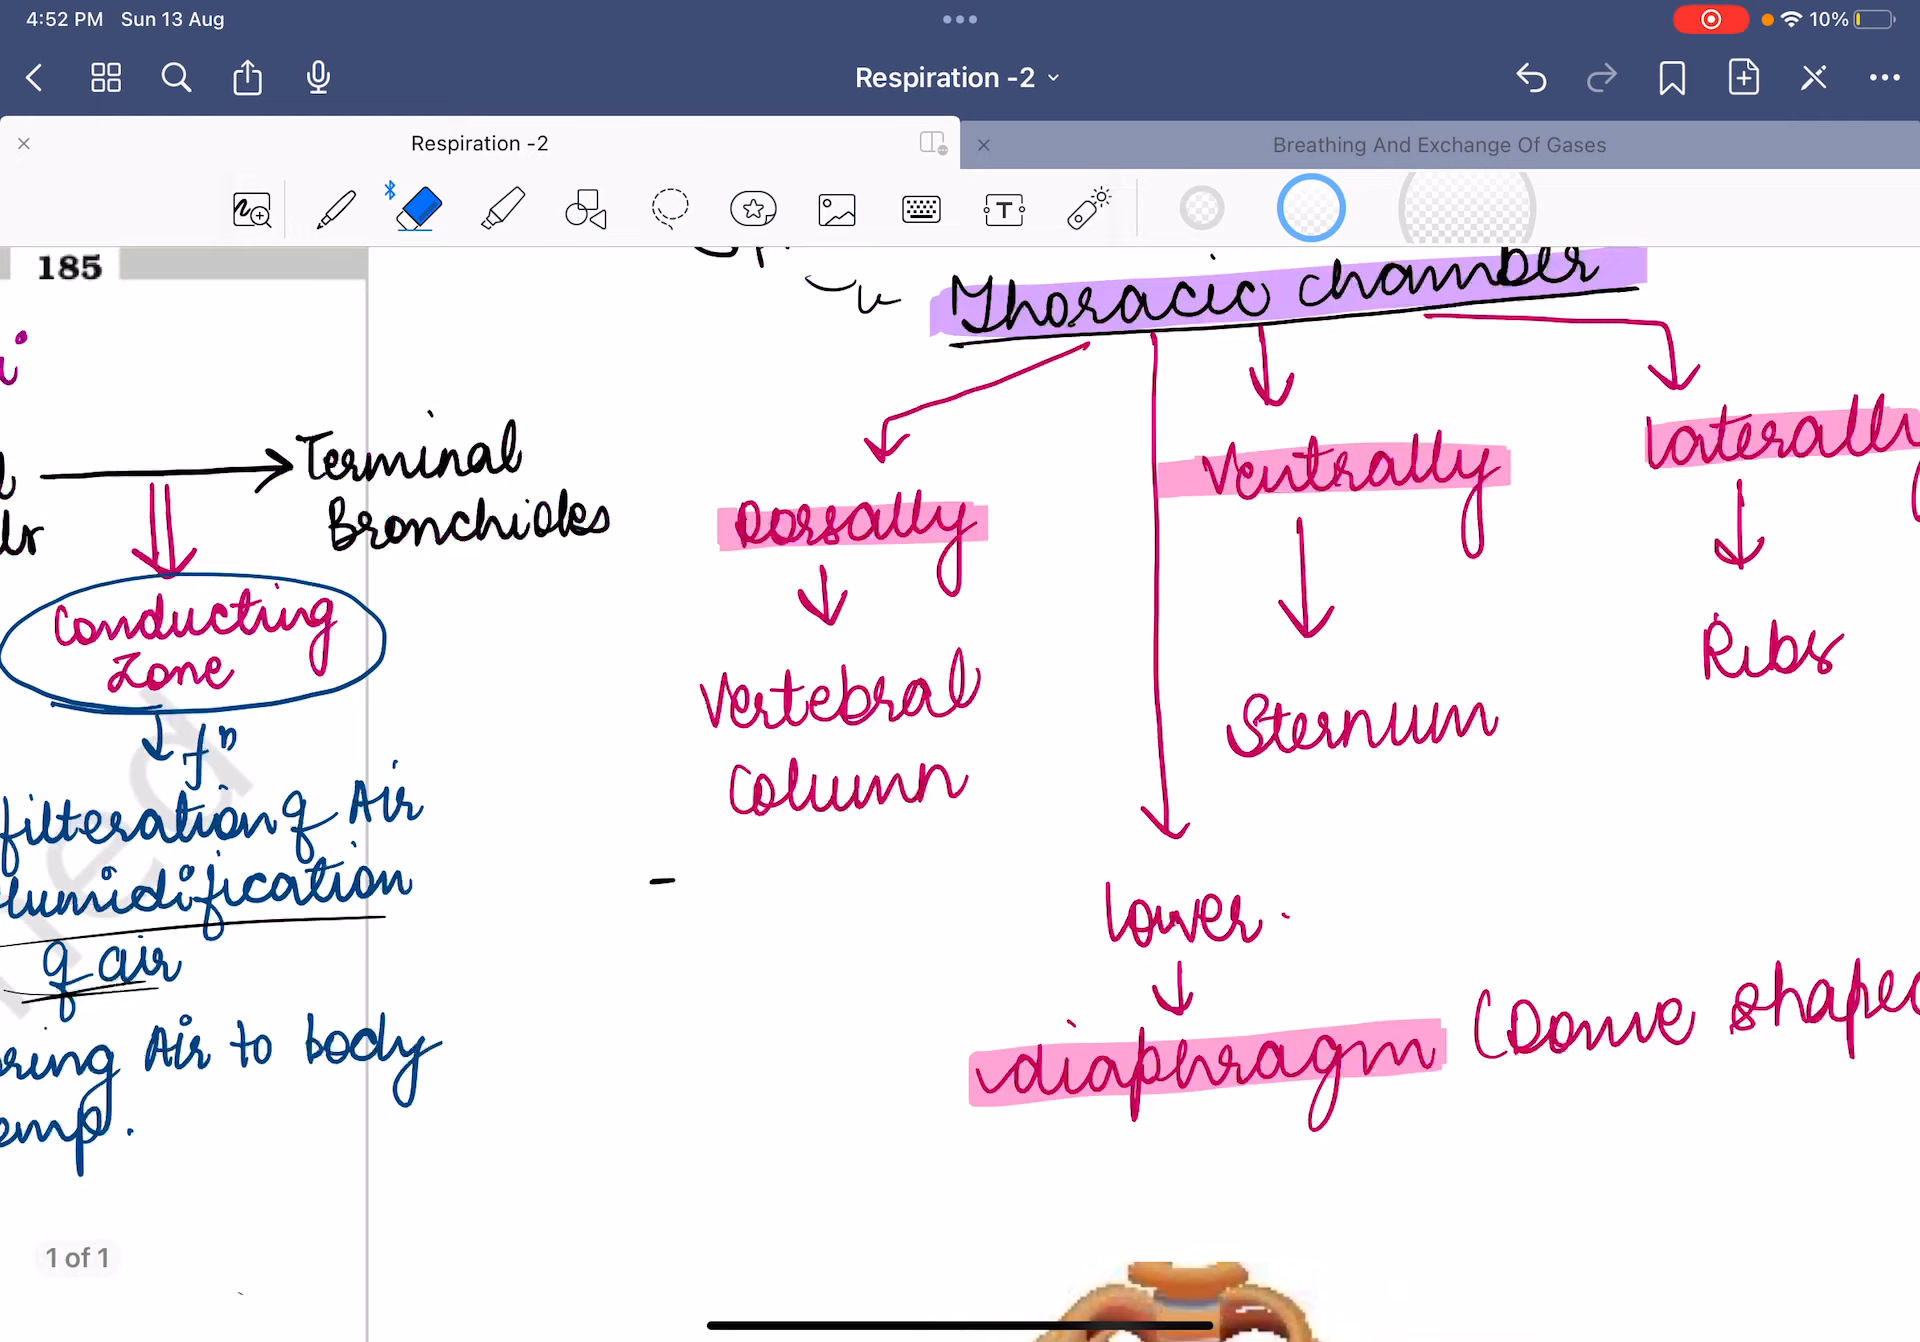 4:52 PM Sun 13 Aug
10%
Respiration -2
Respiration -2
Breathing And Exchange Of Gases
185
Thoracic chamber
Terminal
Bronchioles
Conducting
Zone
fn
filteration of Air
Humidification
of air
Air to body
Dorsally
Ventrally
Laterally
Vertebral
Column
Sternum
Ribs
Lower
diaphragm (Dome shaped
1 of 1